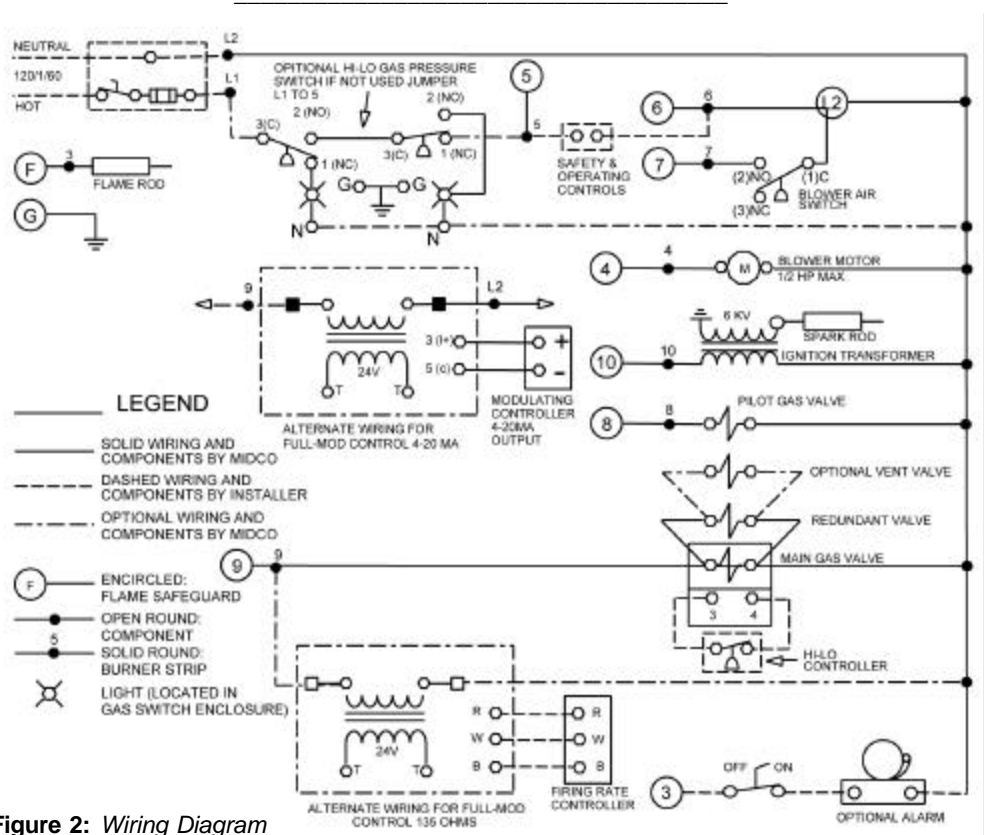 NEUTRAL
120/1/60
HOT
L2
L1
OPITIONAL HI-LO GAS PRESSURE
SWITCH IF NOT USED JUMPER
L1 TO 5
2 (NO)
2 (NO)
3(C)
1 (NC)
3(C)
1 (NC)
5
5
SAFETY &
OPERATING
CONTROLS
6
6
L2
7
7
(2)NO
(1)C
(3)NC
BLOWER AIR
SWITCH
F
3
FLAME ROD
G
G
G
N
N
4
4
M
BLOWER MOTOR
1/2 HP MAX.
9
L2
24V
T
T
3 (I+)
5 (c)
+
-
MODULATING
CONTROLLER
4-20MA
OUTPUT
ALTERNATE WIRING FOR
FULL-MOD CONTROL 4-20 MA
6 KV
SPARK ROD
10
10
IGNITION TRANSFORMER
8
8
PILOT GAS VALVE
OPTIONAL VENT VALVE
REDUNDANT VALVE
MAIN GAS VALVE
3
4
HI-LO
CONTROLLER
LEGEND
SOLID WIRING AND
COMPONENTS BY MIDCO
DASHED WIRING AND
COMPONENTS BY INSTALLER
OPTIONAL WIRING AND
COMPONENTS BY MIDCO
F
ENCIRCLED:
FLAME SAFEGUARD
OPEN ROUND:
COMPONENT
5
SOLID ROUND:
BURNER STRIP
LIGHT (LOCATED IN
GAS SWITCH ENCLOSURE)
9
9
24V
T
T
R
W
B
R
W
B
FIRING RATE
CONTROLLER
ALTERNATE WIRING FOR FULL-MOD
CONTROL 135 OHMS
3
OFF
ON
OPTIONAL ALARM
Figure 2: Wiring Diagram